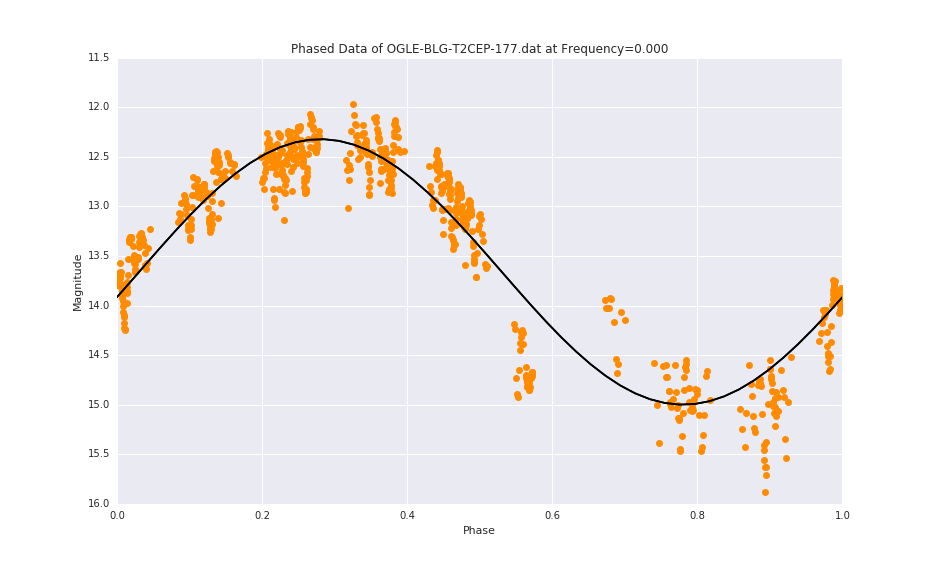 Phased Data of OGLE-BLG-T2CEP-177.dat at Frequency=0.000
11.5
12.0
12.5
13.0
13.5
14.0
14.5
15.0
15.5
16.0
Magnitude
0.0 0.2 0.4 0.6 0.8 1.0
Phase